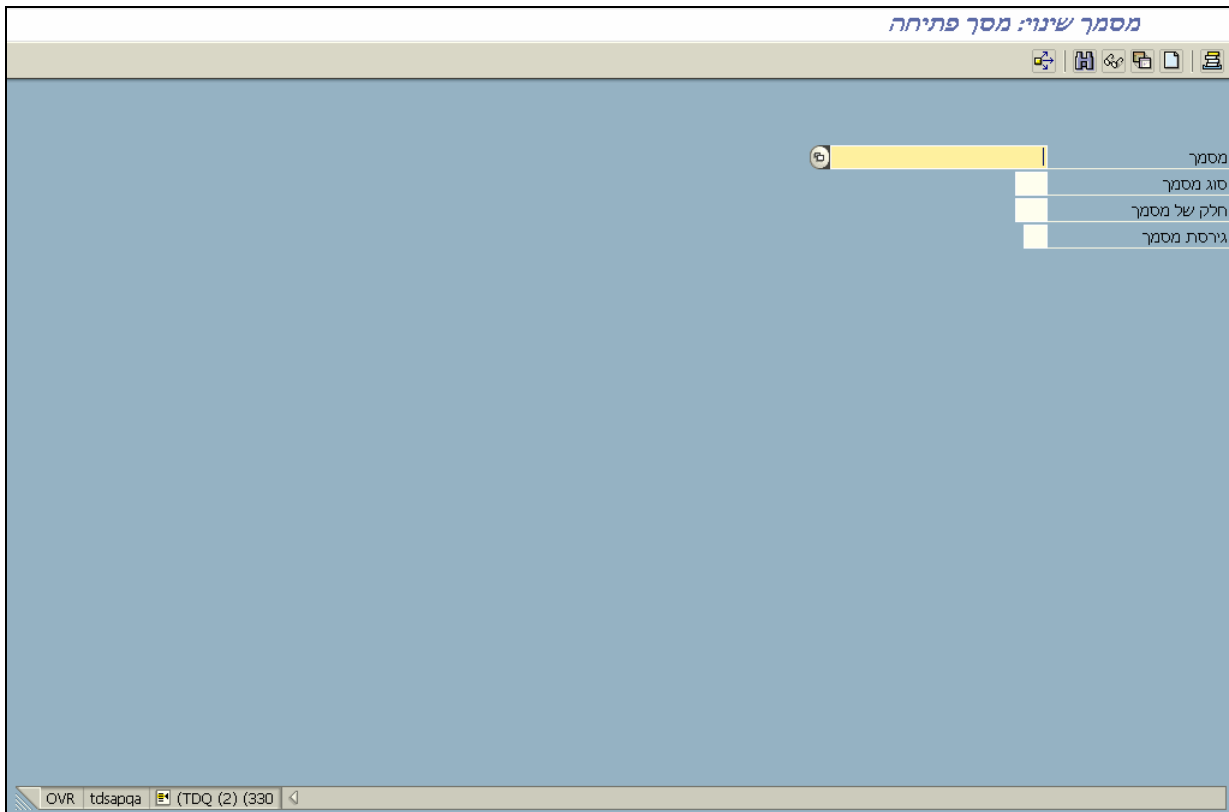 מסמך שינוי: מסך פתיחה
מסמך
סוג מסמך
חלק של מסמך
גירסת מסמך
OVR tdsapqa (TDQ (2) (330